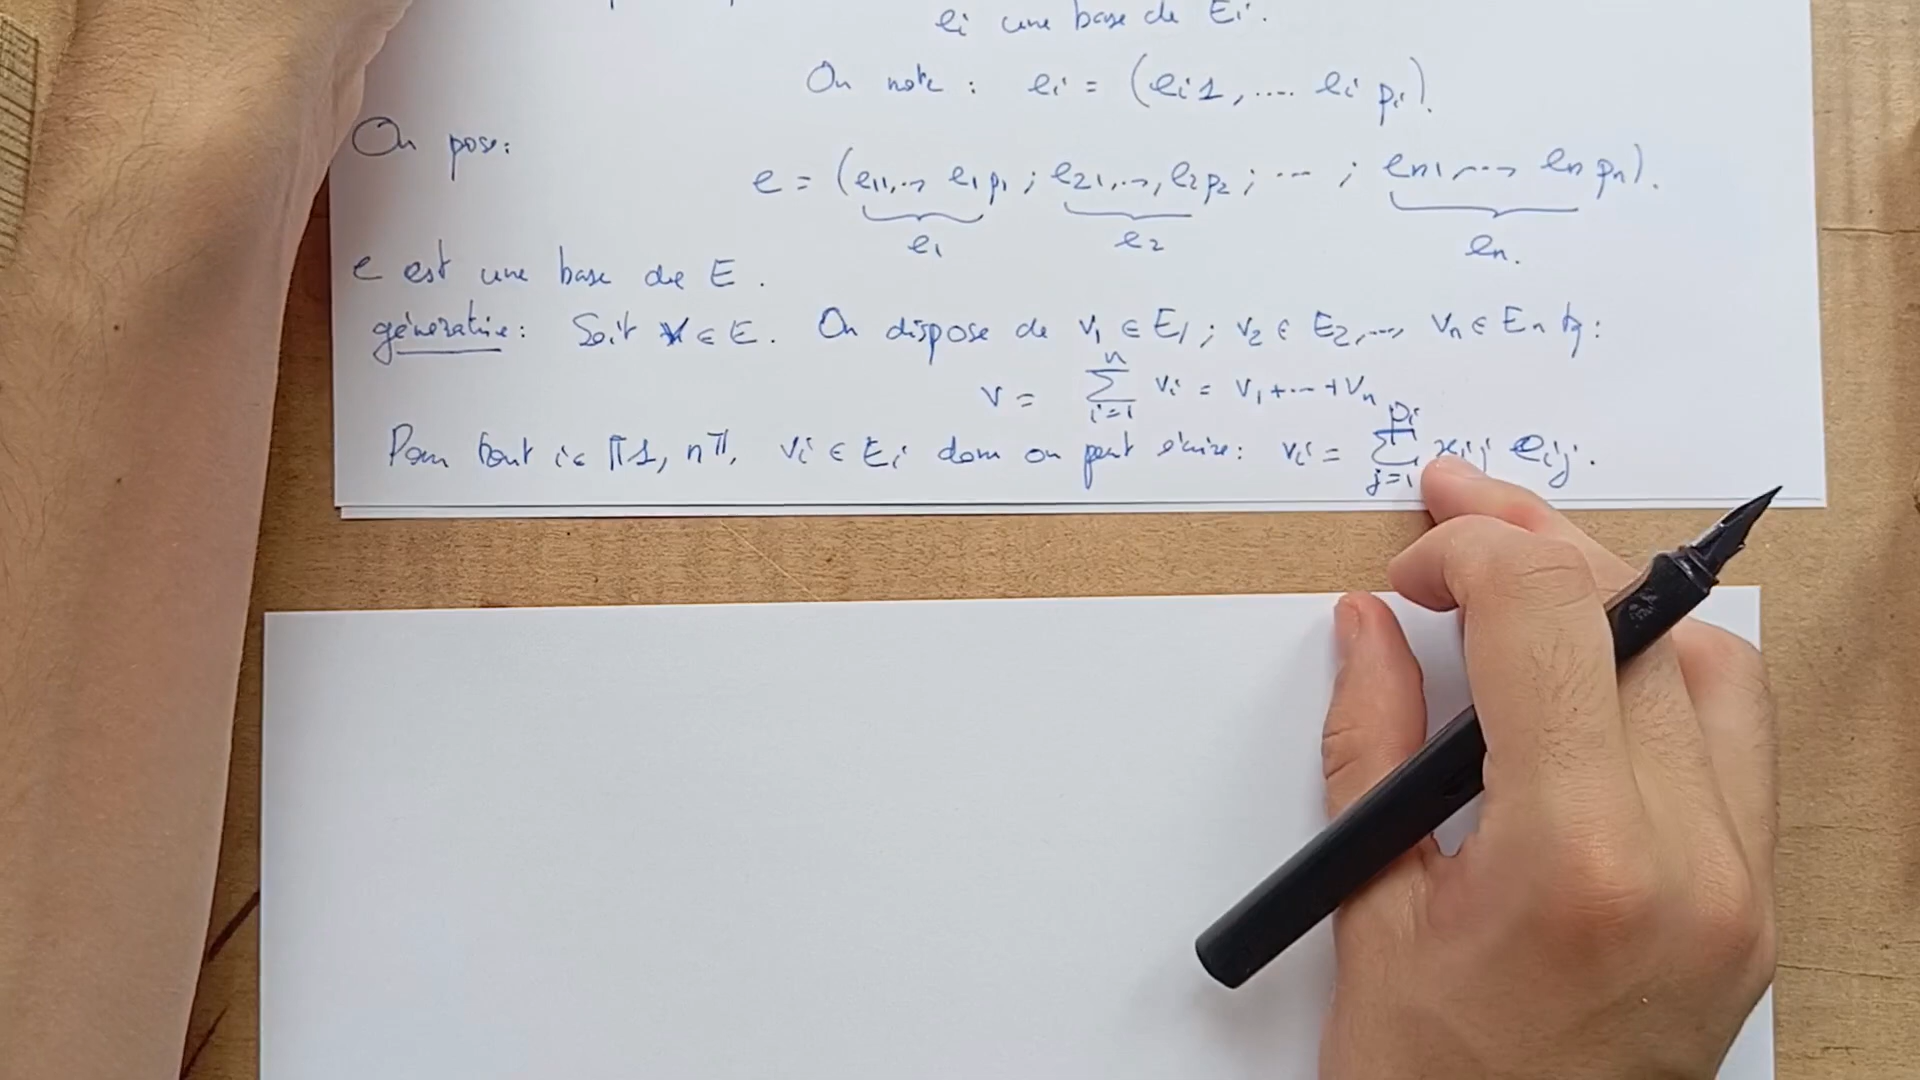 ei une base de Ei.
On note : ei = (ei1, .... ei pi).
On pose:
e = (e11,..., e1p1 ; e21,..., e2p2 ; ... ; en1,..., en pn).
e1 e2 en.
e est une base de E.
génératrice: Soit v ∈ E. On dispose de v1 ∈ E1 ; v2 ∈ E2,..., vn ∈ En tq:
v = ∑_{i=1}^{n} vi = v1 + ... + vn
Pour tout i ∈ ⟦1, n⟧, vi ∈ Ei donc on peut écrire: vi = ∑_{j=1}^{pi} xij eij.